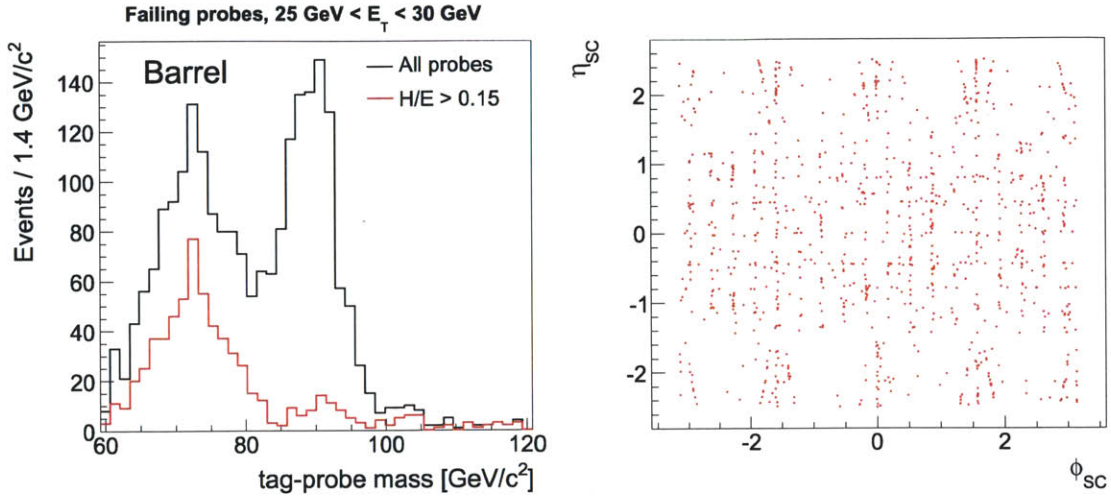 Failing probes, 25 GeV < E_T < 30 GeV
Events / 1.4 GeV/c²
140
120
100
80
60
40
20
0
Barrel
All probes
H/E > 0.15
60
80
100
120
tag-probe mass [GeV/c²]
η_SC
2
1
0
-1
-2
-2
0
2
ϕ_SC